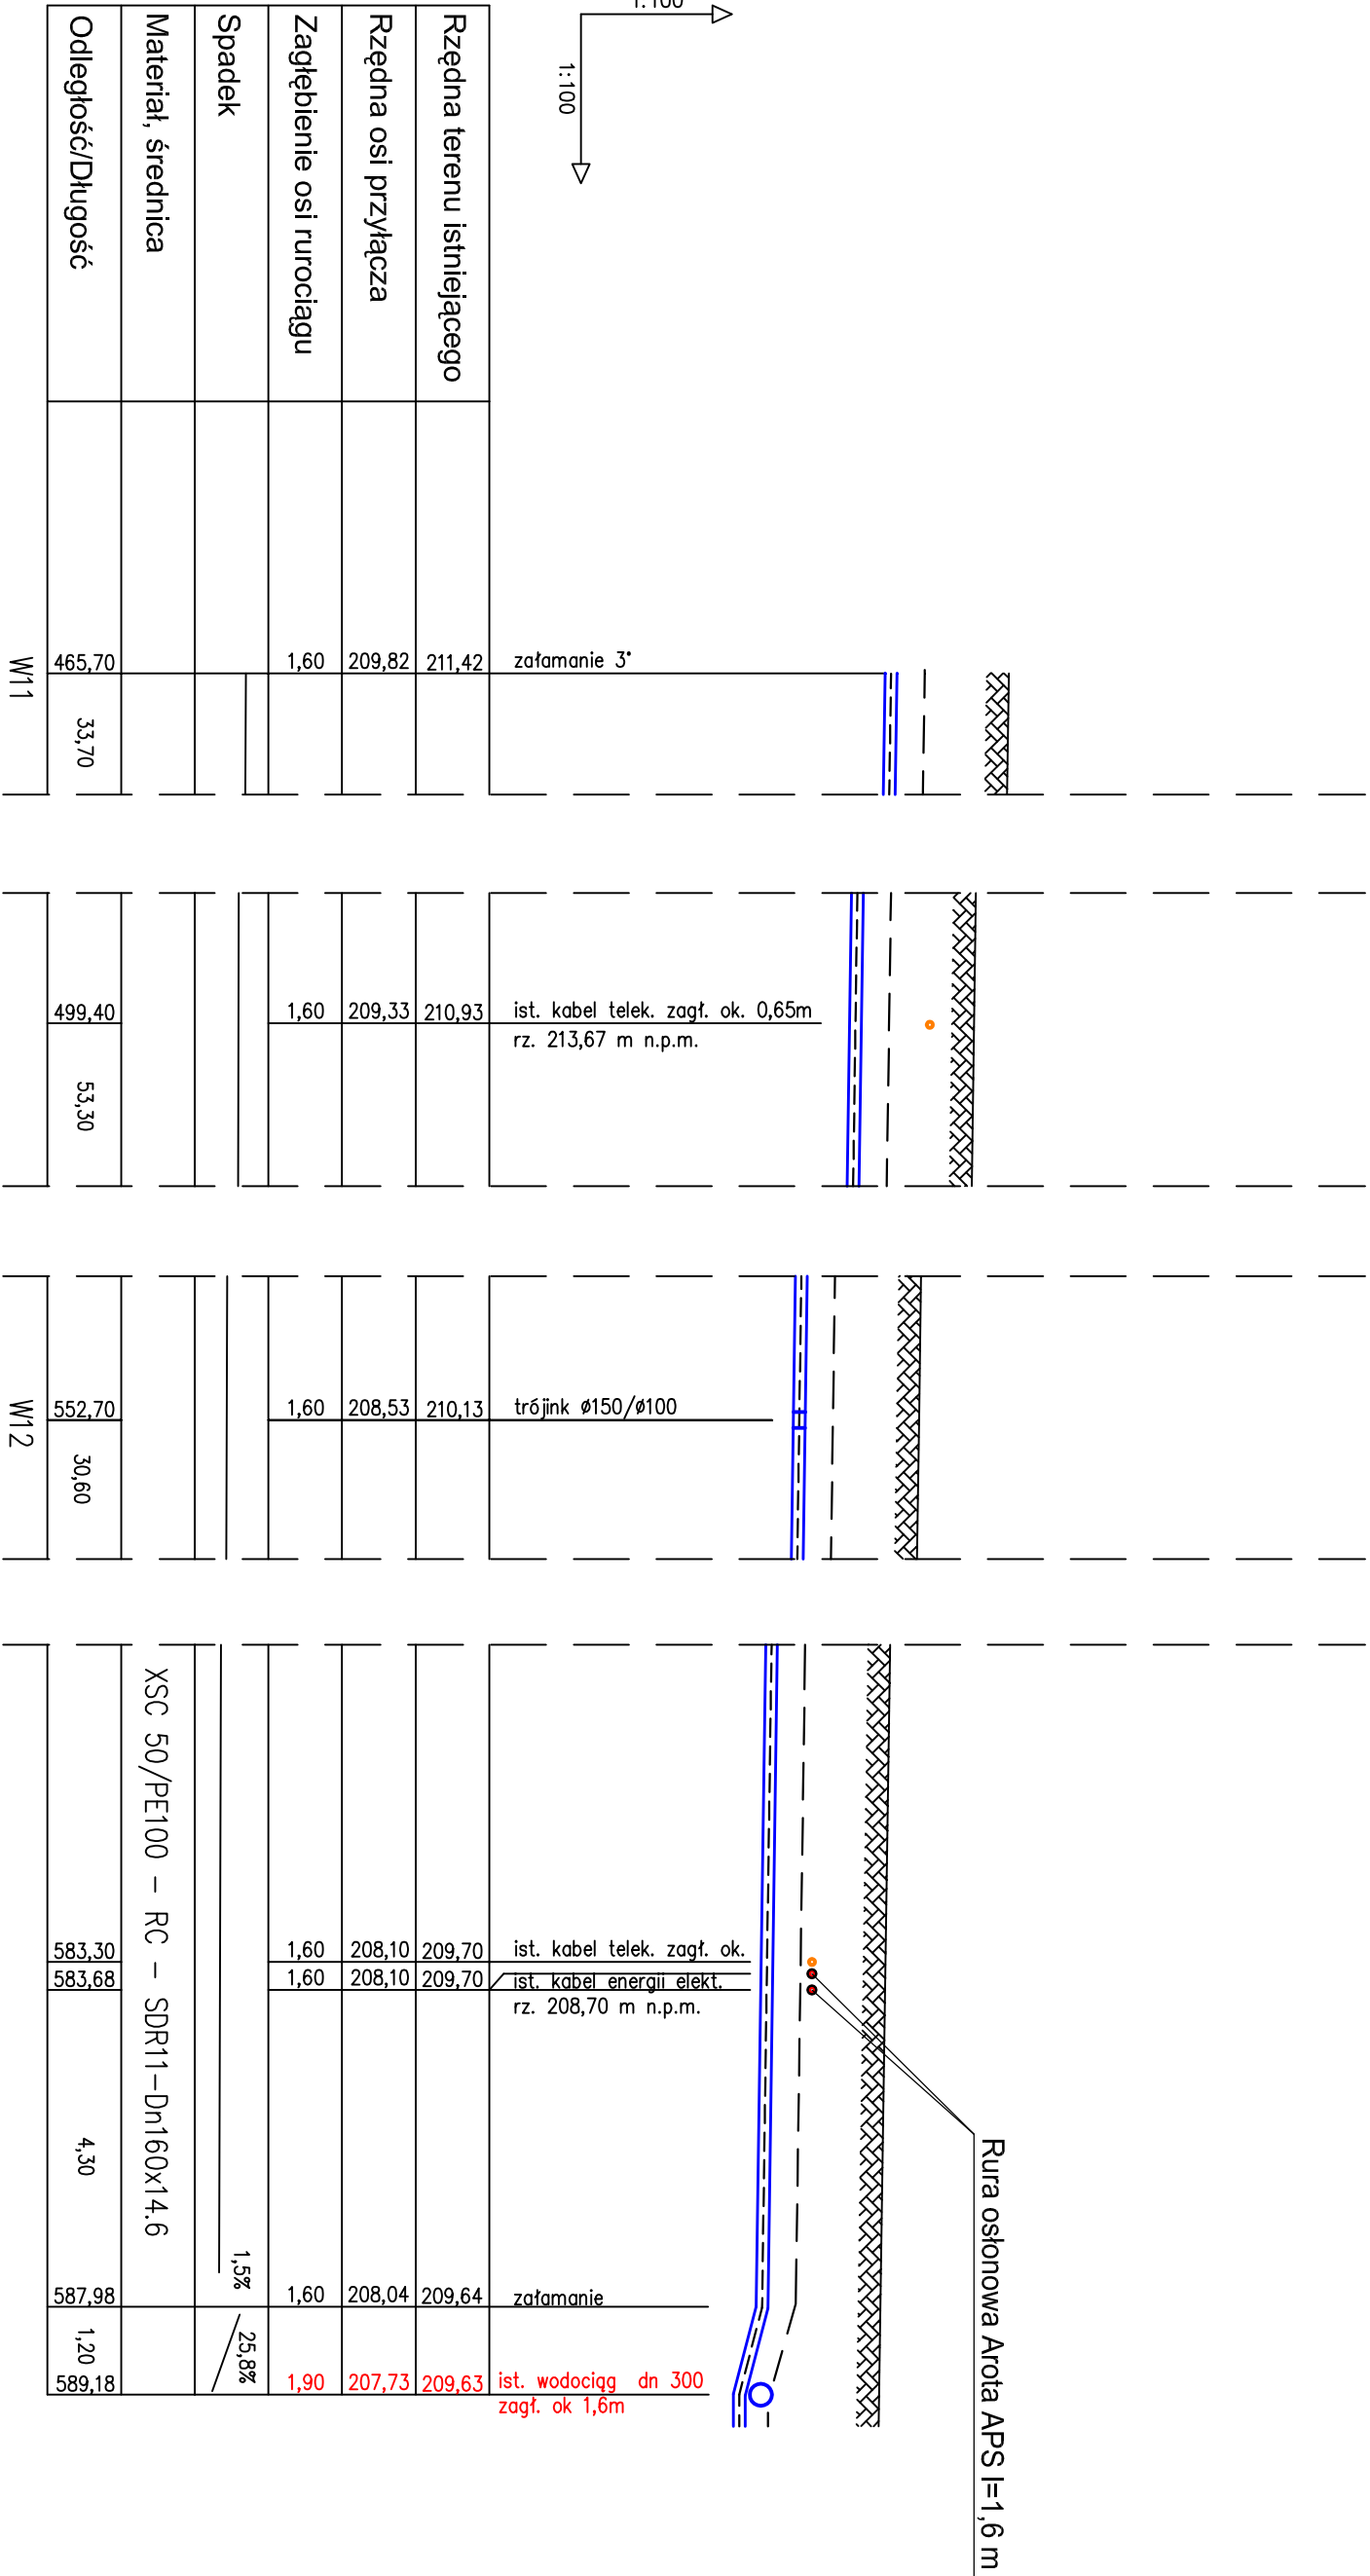 1:100
1:100
Rzędna terenu istniejącego
Rzędna osi przyłącza
Zagłębienie osi rurociągu
Spadek
Materiał, średnica
Odległość/Długość
465,70
1,60
209,82
211,42
załamanie 3°
W11
33,70
499,40
1,60
209,33
210,93
ist. kabel telek. zagł. ok. 0,65m
rz. 213,67 m n.p.m.
53,30
552,70
1,60
208,53
210,13
trójink ø150/ø100
W12
30,60
XSC 50/PE100 - RC - SDR11-Dn160x14.6
583,30
1,60
208,10
209,70
ist. kabel telek. zagł. ok.
583,68
1,60
208,10
209,70
ist. kabel energii elekt.
rz. 208,70 m n.p.m.
Rura osłonowa Arota APS l=1,6 m
4,30
1,5%
587,98
1,60
208,04
209,64
załamanie
1,20
25,8%
589,18
1,90
207,73
209,63
ist. wodociąg dn 300
zagł. ok 1,6m